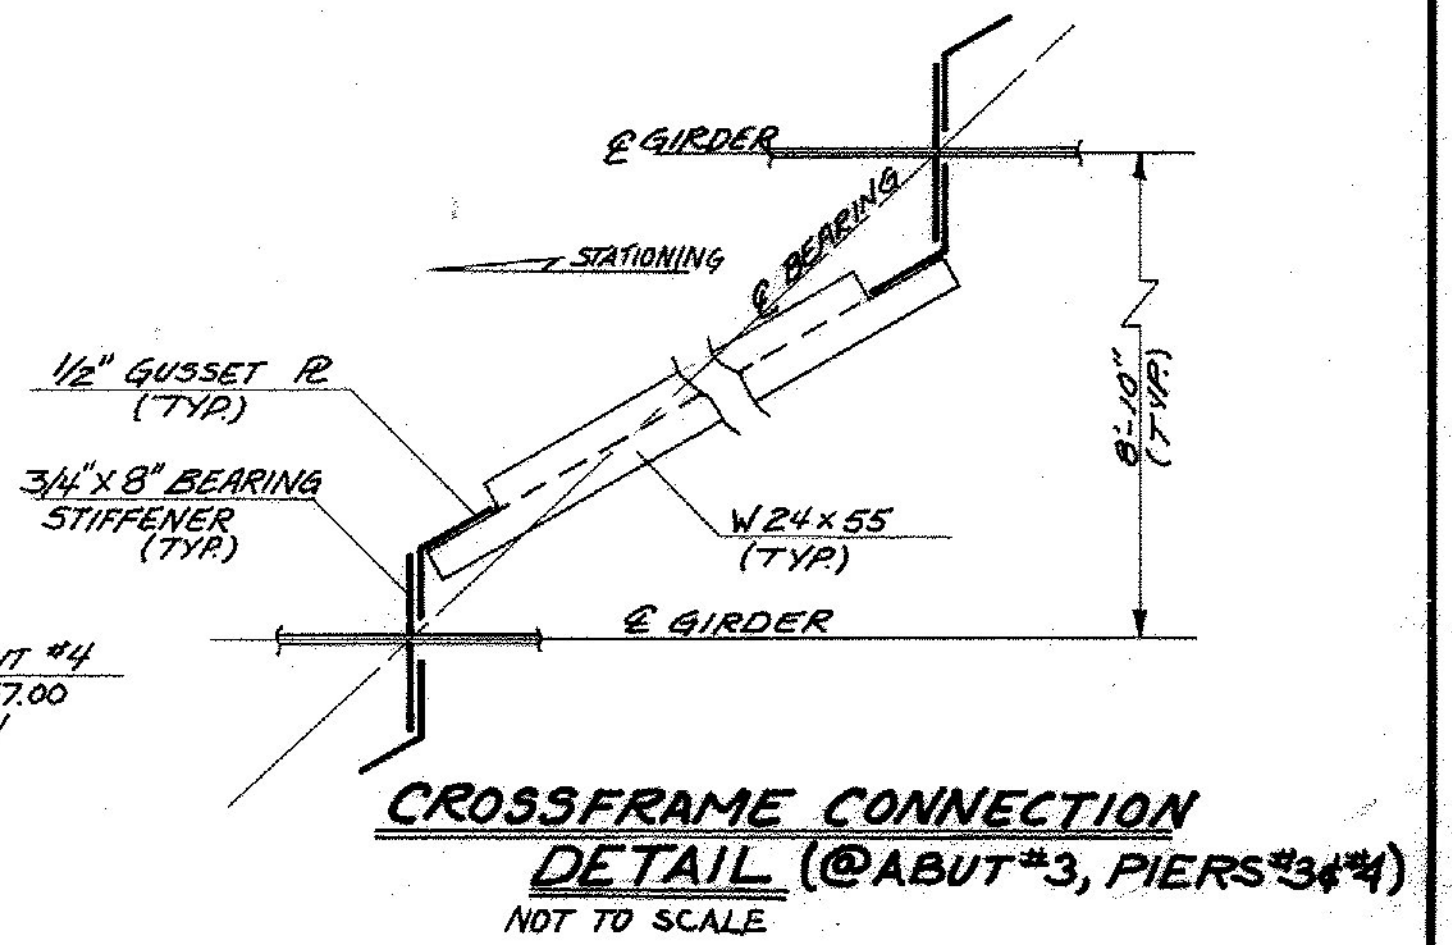 ℄ GIRDER
STATIONING
℄ BEARING
1/2" GUSSET ⅊
(TYP.)
3/4" X 8" BEARING
STIFFENER
(TYP.)
W 24 x 55
(TYP.)
8'-10"
(TYP.)
℄ GIRDER
#4
7.00
CROSSFRAME CONNECTION
DETAIL (@ABUT #3, PIERS #3 & #4)
NOT TO SCALE